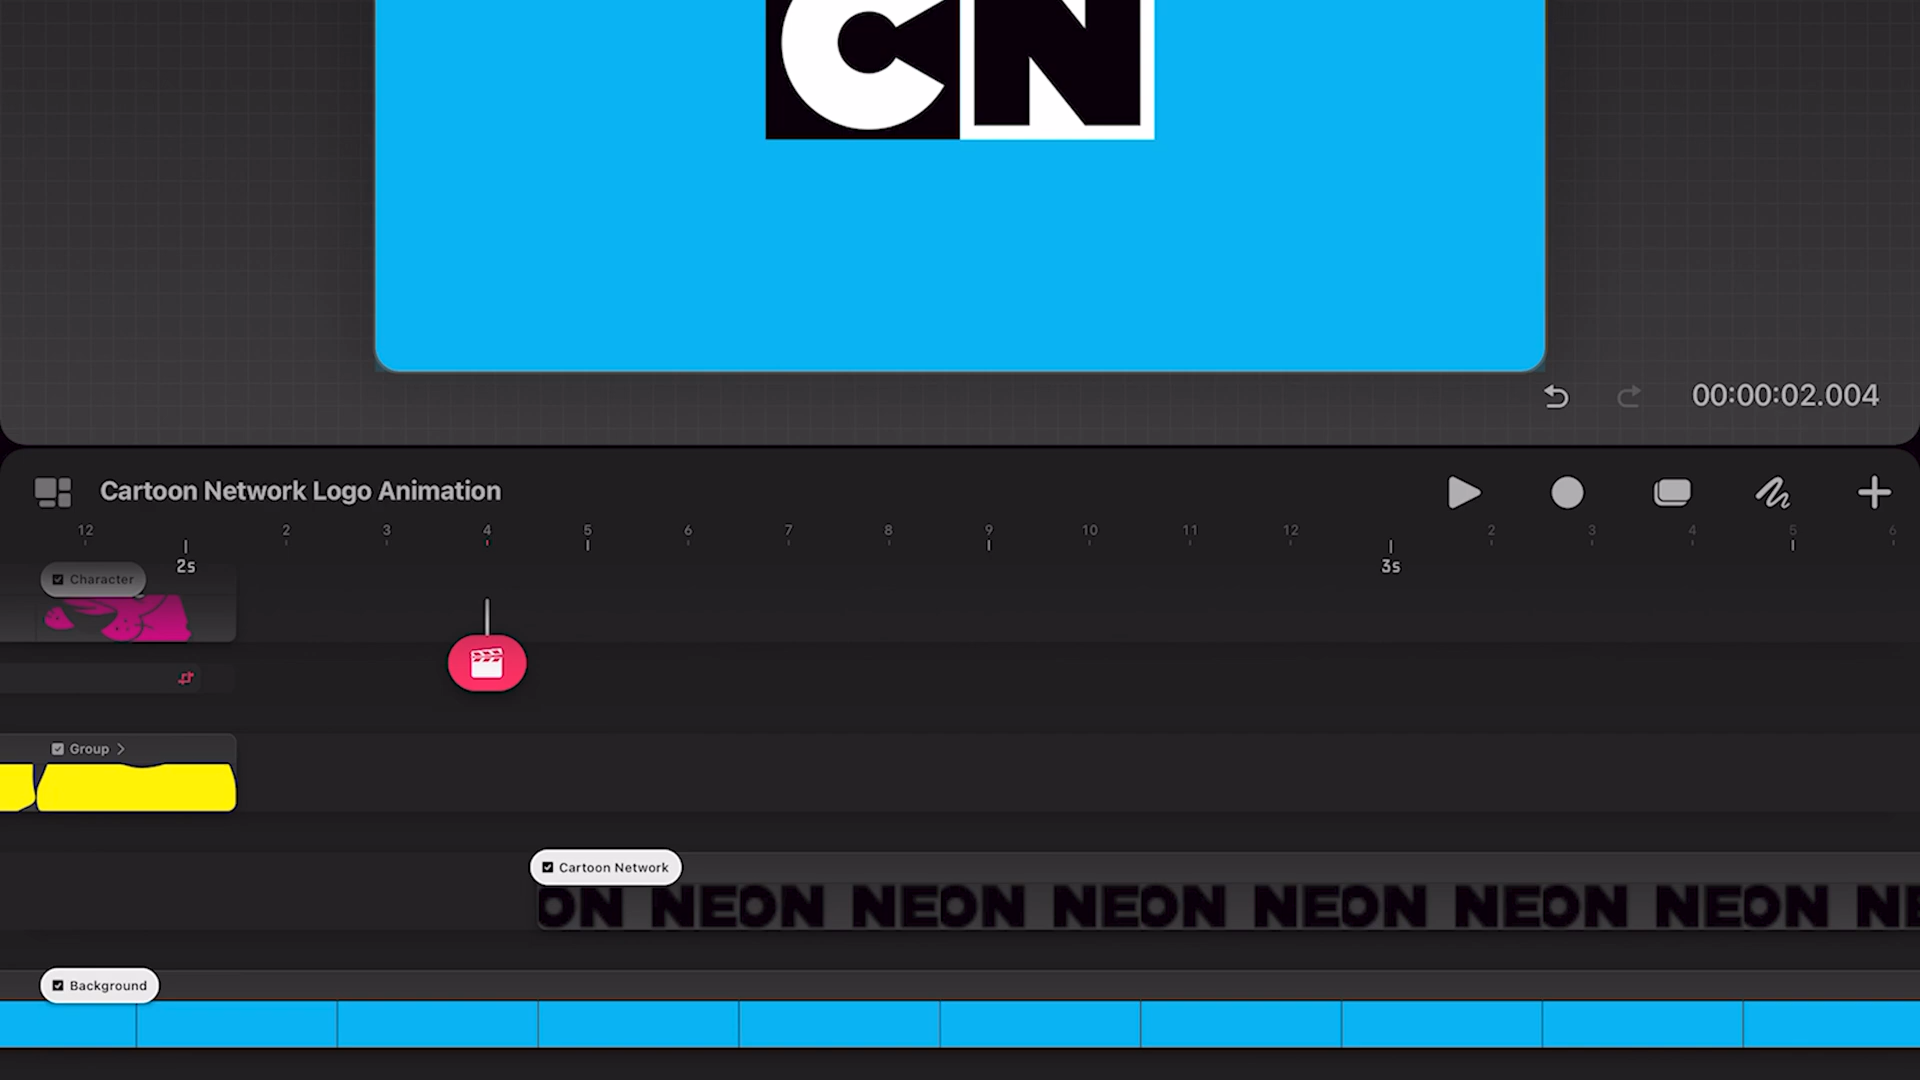 CN
00:00:02.004
Cartoon Network Logo Animation
12 2 3 4 5 6 7 8 9 10 11 12 2 3 4 5 6
2s 3s
Character
Group
Cartoon Network
ON NEON NEON NEON NEON NEON NEON NE
Background